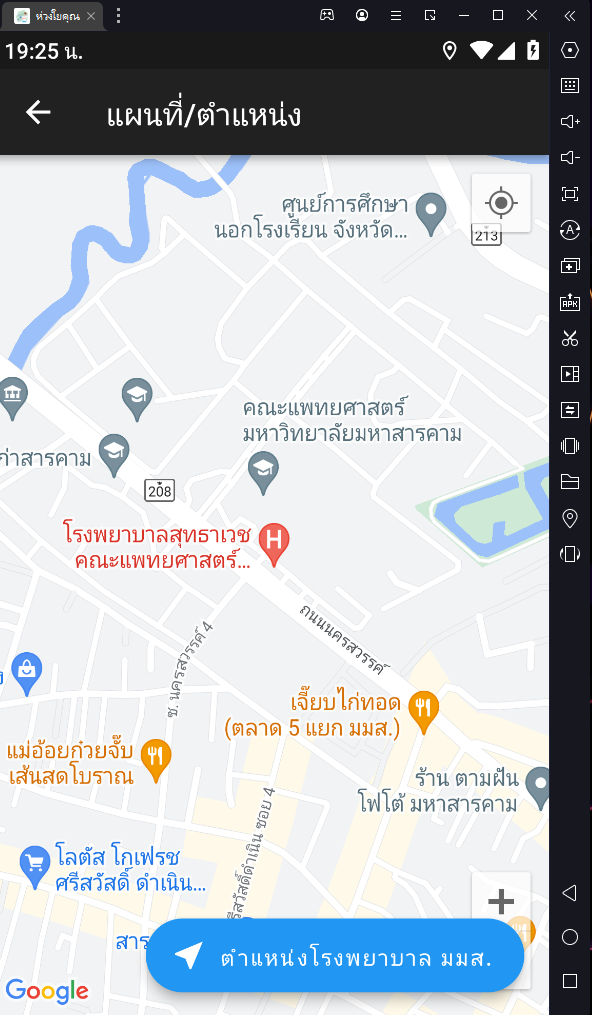 ห่วงใยคุณ
19:25 น.
แผนที่/ตำแหน่ง
ศูนย์การศึกษา
นอกโรงเรียน จังหวัด...
213
คณะแพทยศาสตร์
มหาวิทยาลัยมหาสารคาม
ก่าสารคาม
208
โรงพยาบาลสุทธาเวช
คณะแพทยศาสตร์...
ถนนนครสวรรค์
ซ. นครสวรรค์ 4
เจี๊ยบไก่ทอด
(ตลาด 5 แยก มมส.)
แม่อ้อยก๋วยจั๊บ
เส้นสดโบราณ
ร้าน ตามฝัน
โฟโต้ มหาสารคาม
โลตัส โกเฟรช
ศรีสวัสดิ์ ดำเนิน...
รีสวัสดิ์ดำเนิน ซอย 4
สาร
ตำแหน่งโรงพยาบาล มมส.
Google
APK